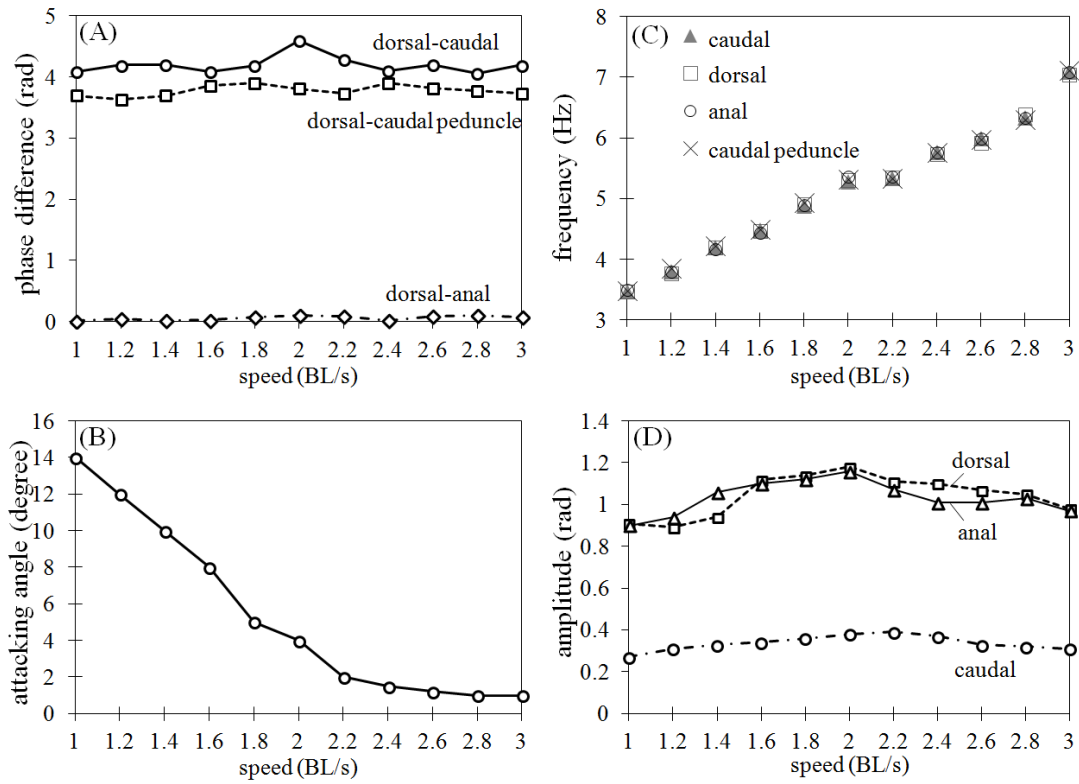 (A)
5
4
3
2
1
0
phase difference (rad)
dorsal-caudal
dorsal-caudal peduncle
dorsal-anal
1 1.2 1.4 1.6 1.8 2 2.2 2.4 2.6 2.8 3
speed (BL/s)
(C)
8
7
6
5
4
3
frequency (Hz)
caudal
dorsal
anal
caudal peduncle
1 1.2 1.4 1.6 1.8 2 2.2 2.4 2.6 2.8 3
speed (BL/s)
(B)
16
14
12
10
8
6
4
2
0
attacking angle (degree)
1 1.2 1.4 1.6 1.8 2 2.2 2.4 2.6 2.8 3
speed (BL/s)
(D)
1.4
1.2
1
0.8
0.6
0.4
0.2
0
amplitude (rad)
dorsal
anal
caudal
1 1.2 1.4 1.6 1.8 2 2.2 2.4 2.6 2.8 3
speed (BL/s)